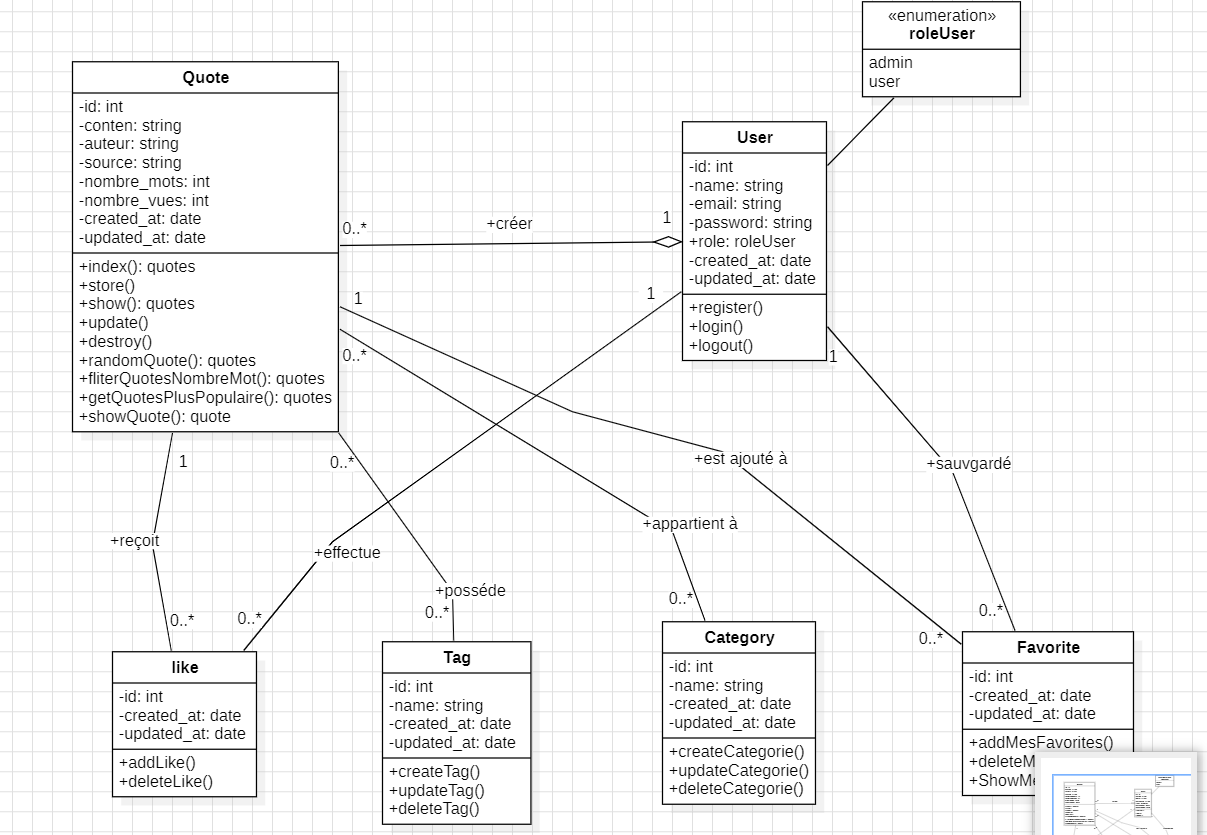 «enumeration»
roleUser
admin
user
Quote
-id: int
-conten: string
-auteur: string
-source: string
-nombre_mots: int
-nombre_vues: int
-created_at: date
-updated_at: date
+index(): quotes
+store()
+show(): quotes
+update()
+destroy()
+randomQuote(): quotes
+fliterQuotesNombreMot(): quotes
+getQuotesPlusPopulaire(): quotes
+showQuote(): quote
User
-id: int
-name: string
-email: string
-password: string
+role: roleUser
-created_at: date
-updated_at: date
+register()
+login()
+logout()
0..*
+créer
1
1
1
0..*
1
1
0..*
+est ajouté à
+sauvgardé
+appartient à
+reçoit
+effectue
+posséde
0..*
0..*
0..*
0..*
0..*
0..*
like
-id: int
-created_at: date
-updated_at: date
+addLike()
+deleteLike()
Tag
-id: int
-name: string
-created_at: date
-updated_at: date
+createTag()
+updateTag()
+deleteTag()
Category
-id: int
-name: string
-created_at: date
-updated_at: date
+createCategorie()
+updateCategorie()
+deleteCategorie()
Favorite
-id: int
-created_at: date
-updated_at: date
+addMesFavorites()
+deleteM
+ShowMe